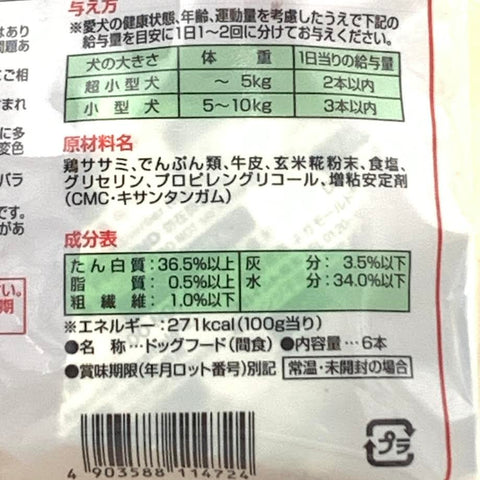 与え方
※愛犬の健康状態、年齢、運動量を考慮したうえで下記の
給与量を目安に1日1〜2回に分けてお与えください。
犬の大きさ 体重 1日当りの給与量
超小型犬 〜5kg 2本以内
小型犬 5〜10kg 3本以内
原材料名
鶏ササミ、でんぷん類、牛皮、玄米糀粉末、食塩、
グリセリン、プロピレングリコール、増粘安定剤
(CMC・キサンタンガム)
成分表
たん白質:36.5%以上 灰分:3.5%以下
脂質:0.5%以上 水分:34.0%以下
粗繊維:1.0%以下
※エネルギー:271kcal(100g当り)
●名称…ドッグフード(間食) ●内容量…6本
●賞味期限(年月ロット番号)別記 常温・未開封の場合
プラ
4 903588 114724